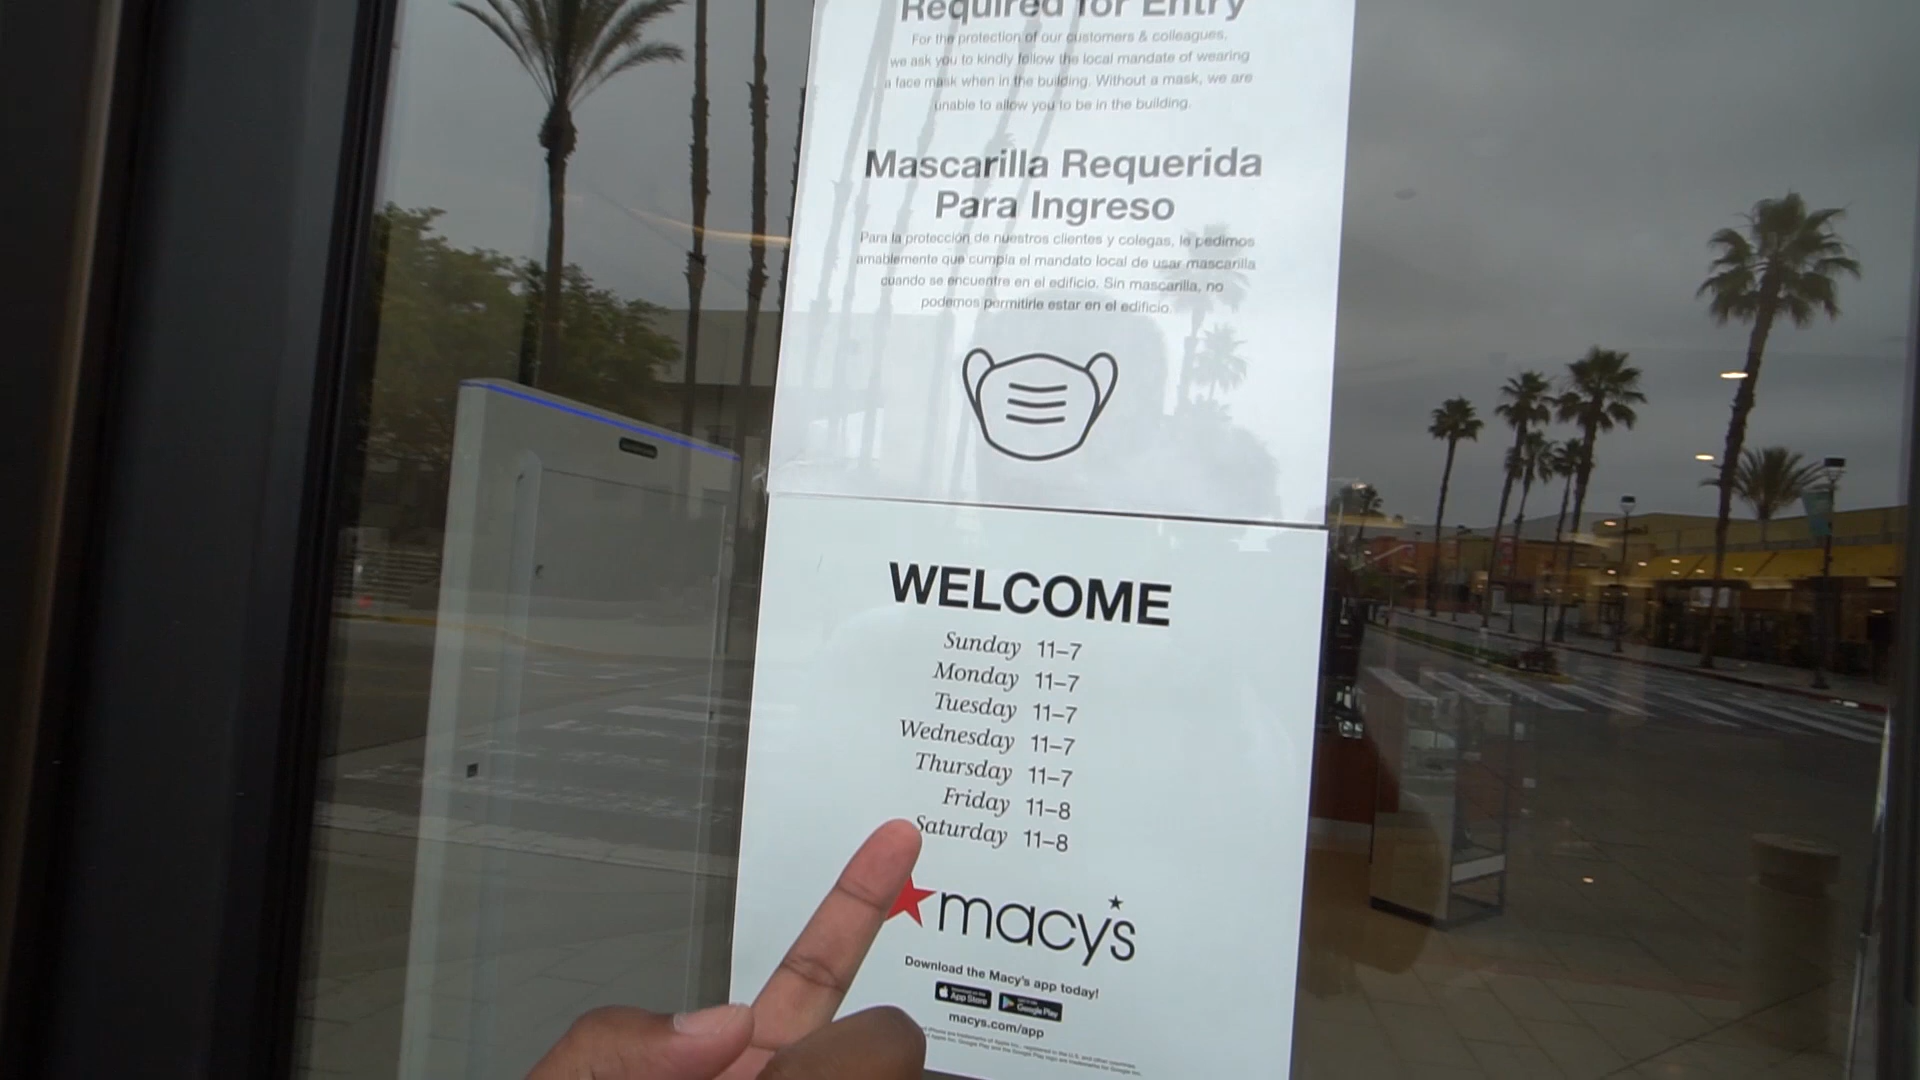 Required for Entry
For the protection of our customers & colleagues,
we ask you to kindly follow the local mandate of wearing
a face mask when in the building. Without a mask, we are
unable to allow you to be in the building.
Mascarilla Requerida
Para Ingreso
Para la protección de nuestros clientes y colegas, le pedimos
amablemente que cumpla el mandato local de usar mascarilla
cuando se encuentre en el edificio. Sin mascarilla, no
podemos permitirle estar en el edificio.
WELCOME
Sunday 11–7
Monday 11–7
Tuesday 11–7
Wednesday 11–7
Thursday 11–7
Friday 11–8
Saturday 11–8
macy's
Download the Macy's app today!
App Store Google Play
macys.com/app